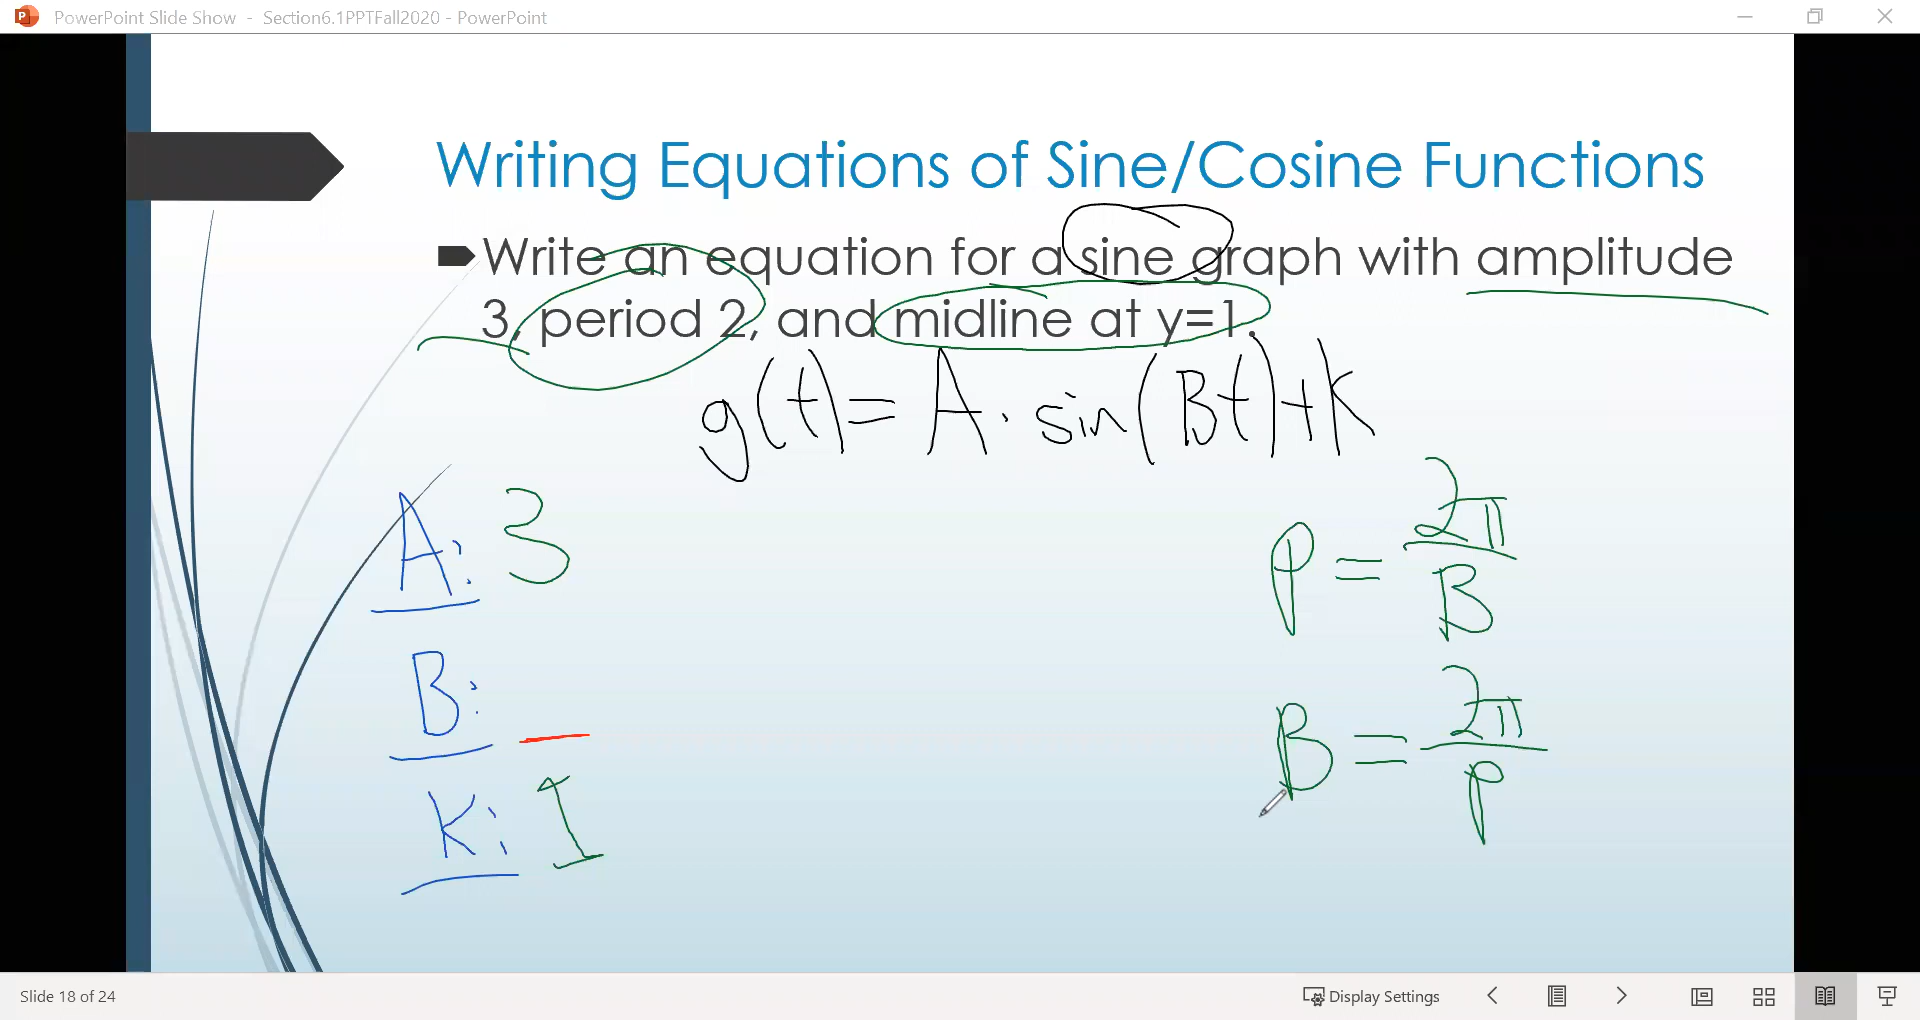 PowerPoint Slide Show - Section6.1PPTFall2020 - PowerPoint
Writing Equations of Sine/Cosine Functions
Write an equation for a sine graph with amplitude
3, period 2, and midline at y=1.
g(t) = A · sin(Bt) + K
A: 3
P = 2π/B
B:
B = 2π/P
K: 1
Slide 18 of 24
Display Settings